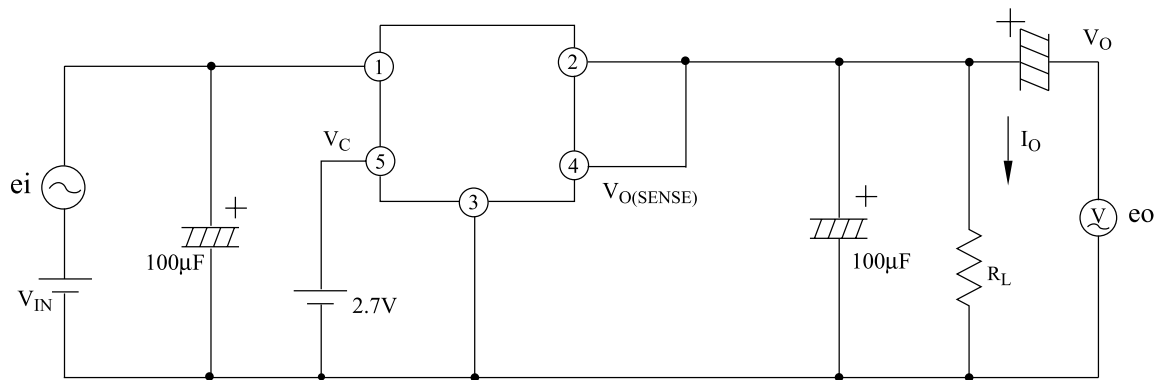 +
V_O
1
2
V_C
5
4
I_O
ei
3
V_O(SENSE)
V
eo
+
+
100μF
100μF
R_L
V_IN
2.7V